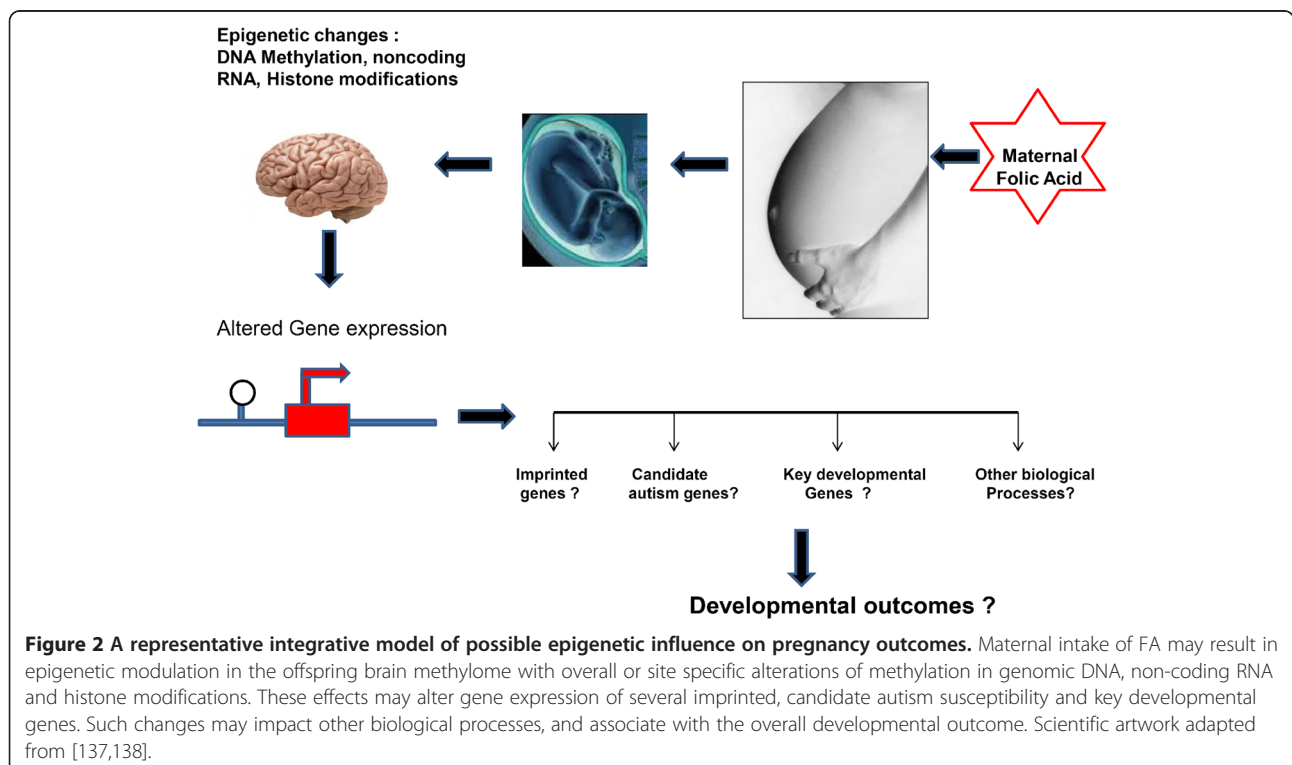 Epigenetic changes :
DNA Methylation, noncoding
RNA, Histone modifications
Maternal
Folic Acid
Altered Gene expression
Imprinted
genes ?
Candidate
autism genes?
Key developmental
Genes ?
Other biological
Processes?
Developmental outcomes ?
Figure 2 A representative integrative model of possible epigenetic influence on pregnancy outcomes. Maternal intake of FA may result in
epigenetic modulation in the offspring brain methylome with overall or site specific alterations of methylation in genomic DNA, non-coding RNA
and histone modifications. These effects may alter gene expression of several imprinted, candidate autism susceptibility and key developmental
genes. Such changes may impact other biological processes, and associate with the overall developmental outcome. Scientific artwork adapted
from [137,138].